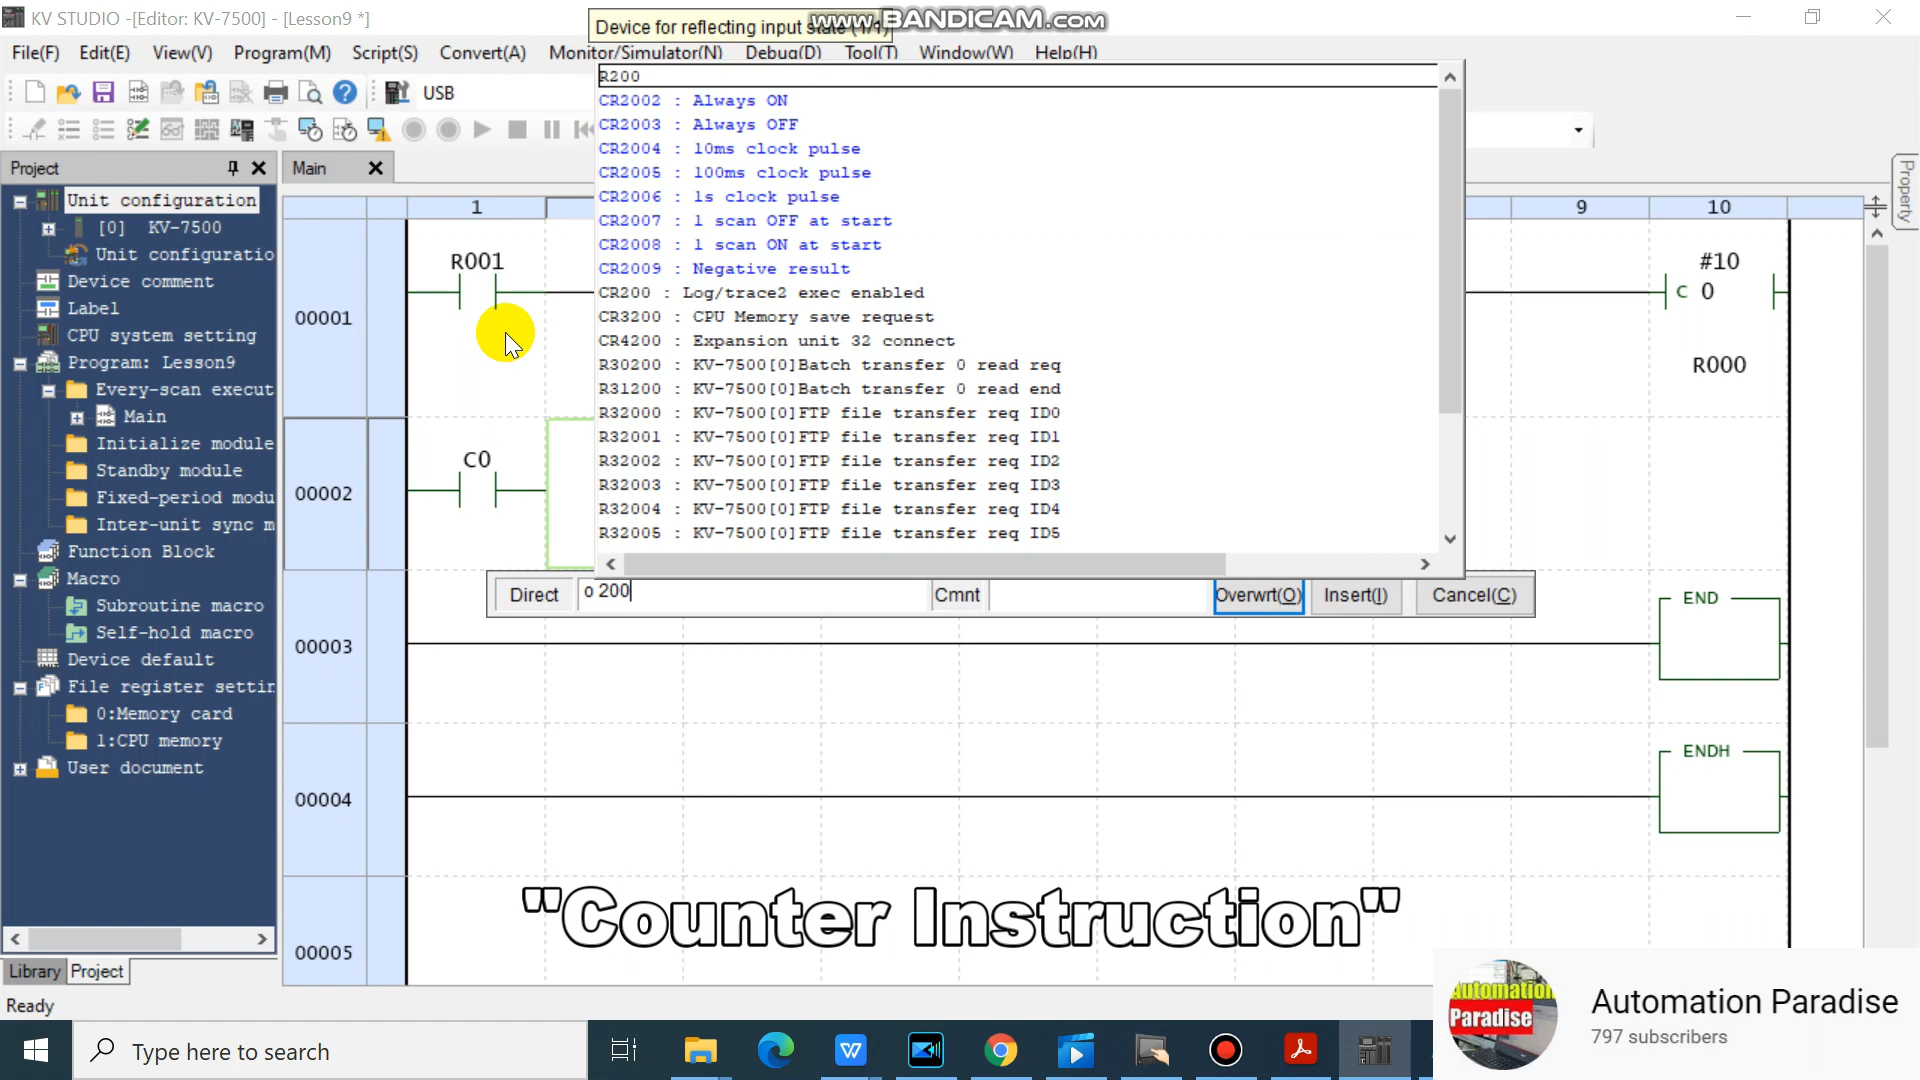 KV STUDIO -[Editor: KV-7500] - [Lesson9 *]
www.BANDICAM.COM
Device for reflecting input state (1/1)
File(F) Edit(E) View(V) Program(M) Script(S) Convert(A) Monitor/Simulator(N) Debug(D) Tool(T) Window(W) Help(H)
USB
R200
CR2002 : Always ON
CR2003 : Always OFF
CR2004 : 10ms clock pulse
CR2005 : 100ms clock pulse
CR2006 : 1s clock pulse
CR2007 : 1 scan OFF at start
CR2008 : 1 scan ON at start
CR2009 : Negative result
CR200 : Log/trace2 exec enabled
CR3200 : CPU Memory save request
CR4200 : Expansion unit 32 connect
R30200 : KV-7500[0]Batch transfer 0 read req
R31200 : KV-7500[0]Batch transfer 0 read end
R32000 : KV-7500[0]FTP file transfer req ID0
R32001 : KV-7500[0]FTP file transfer req ID1
R32002 : KV-7500[0]FTP file transfer req ID2
R32003 : KV-7500[0]FTP file transfer req ID3
R32004 : KV-7500[0]FTP file transfer req ID4
R32005 : KV-7500[0]FTP file transfer req ID5
Direct o 200 Cmnt Overwrt(O) Insert(I) Cancel(C)
Project
Unit configuration
[0] KV-7500
Unit configuratio
Device comment
Label
CPU system setting
Program: Lesson9
Every-scan execut
Main
Initialize module
Standby module
Fixed-period modu
Inter-unit sync m
Function Block
Macro
Subroutine macro
Self-hold macro
Device default
File register settin
0:Memory card
1:CPU memory
User document
Library Project
Ready
Main
1 9 10
Property
00001 R001 #10
C 0
R000
00002 C0
00003 END
00004 ENDH
00005
"Counter Instruction"
Automation
Paradise
Automation Paradise
797 subscribers
Type here to search